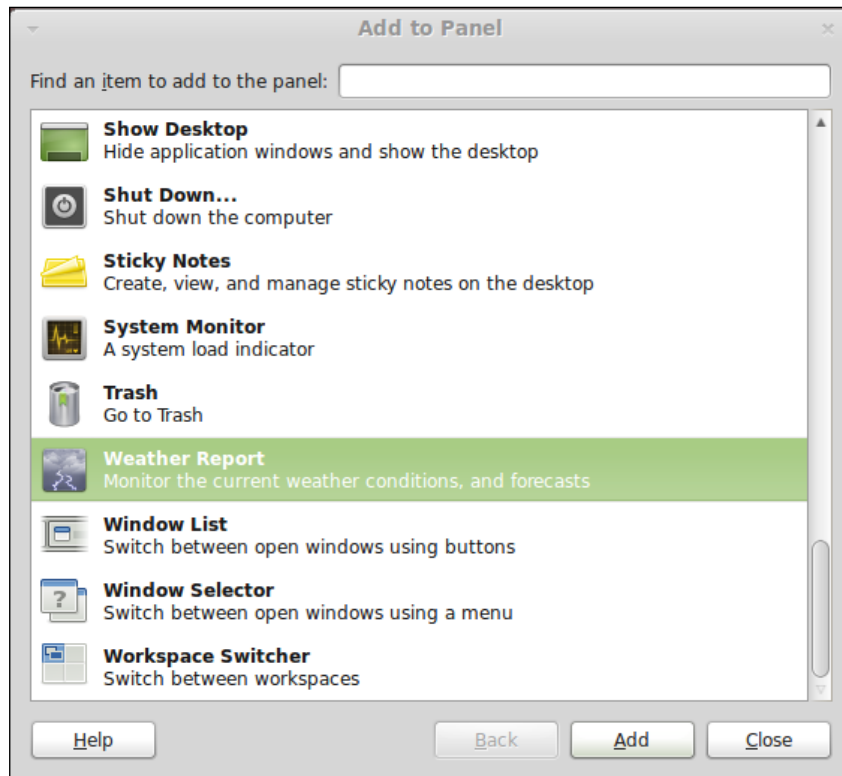 Add to Panel
Find an item to add to the panel:
Show Desktop
Hide application windows and show the desktop
Shut Down...
Shut down the computer
Sticky Notes
Create, view, and manage sticky notes on the desktop
System Monitor
A system load indicator
Trash
Go to Trash
Weather Report
Monitor the current weather conditions, and forecasts
Window List
Switch between open windows using buttons
?
Window Selector
Switch between open windows using a menu
Workspace Switcher
Switch between workspaces
Help Back Add Close